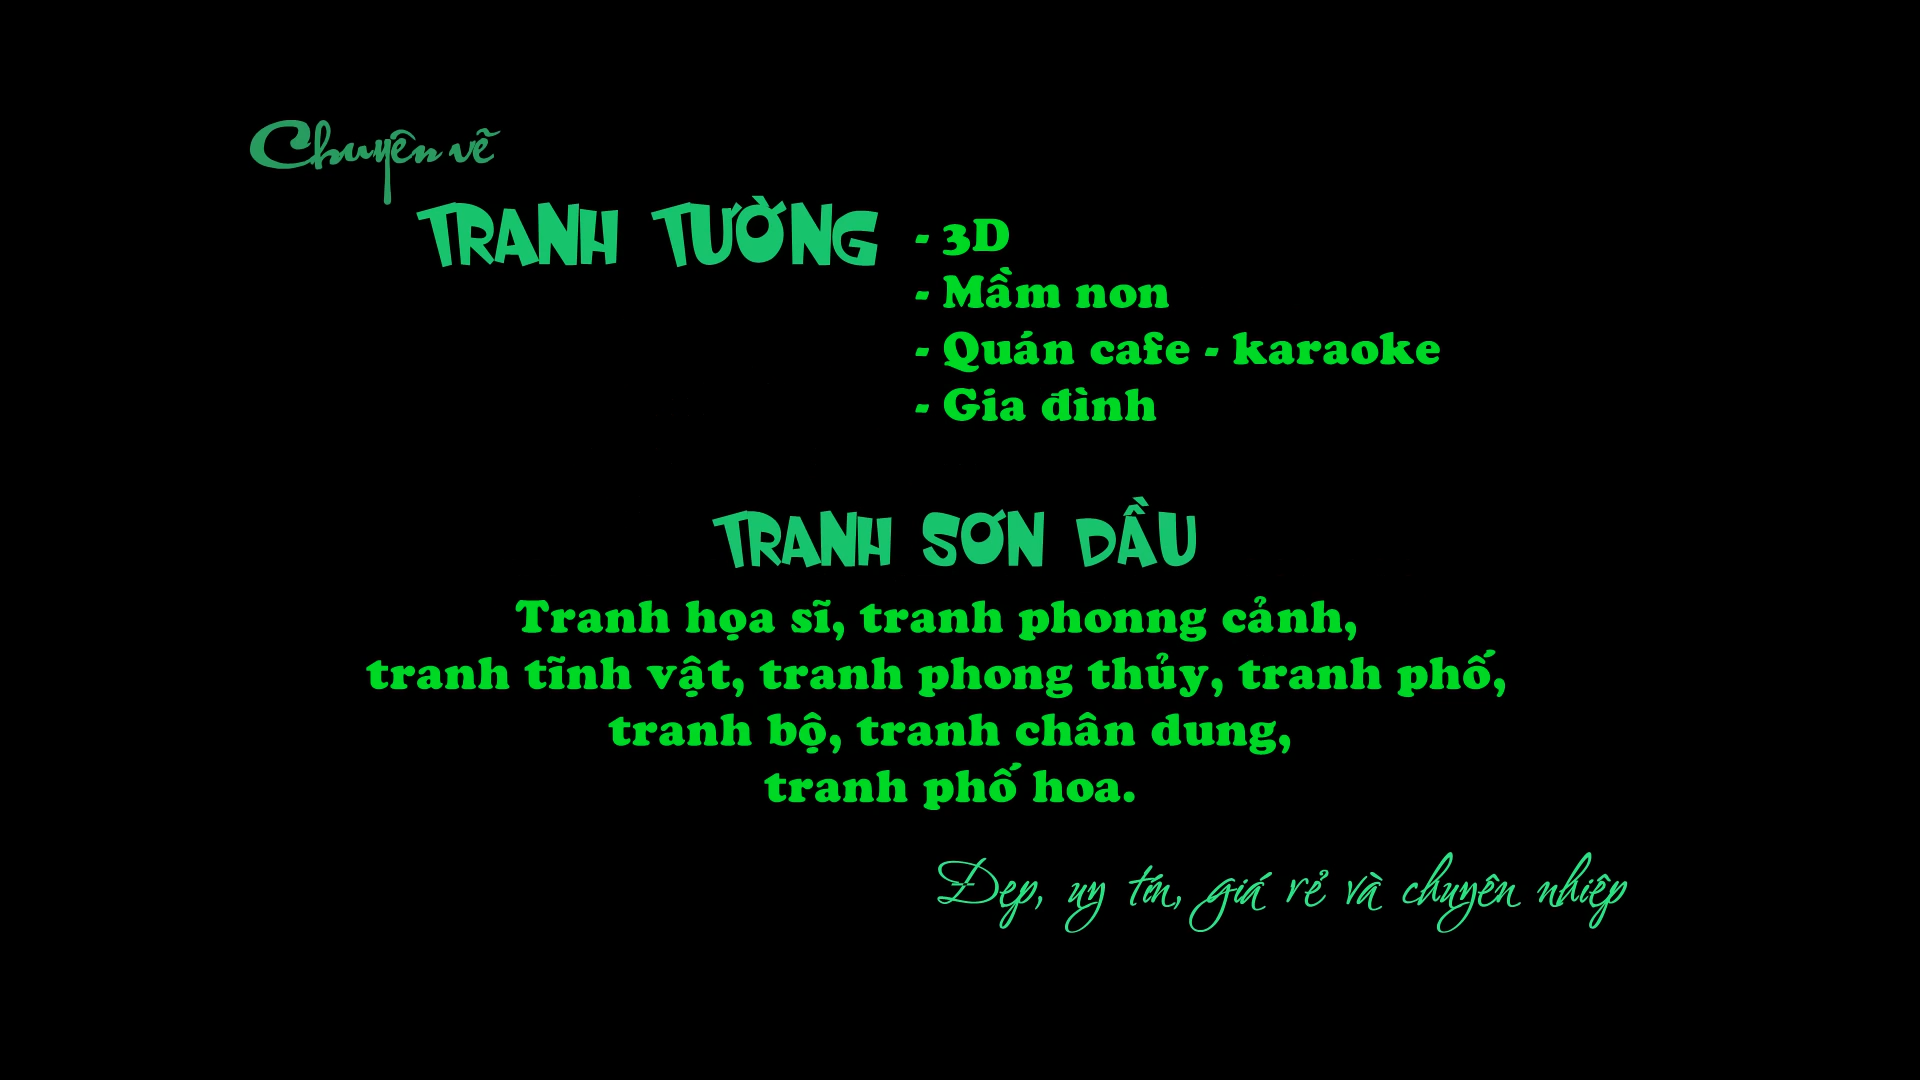 Chuyên vẽ
TRANH TƯỜNG - 3D
- Mầm non
- Quán cafe - karaoke
- Gia đình
TRANH SƠN DẦU
Tranh họa sĩ, tranh phonng cảnh,
tranh tĩnh vật, tranh phong thủy, tranh phố,
tranh bộ, tranh chân dung,
tranh phố hoa.
Đẹp, uy tín, giá rẻ và chuyên nhiệp